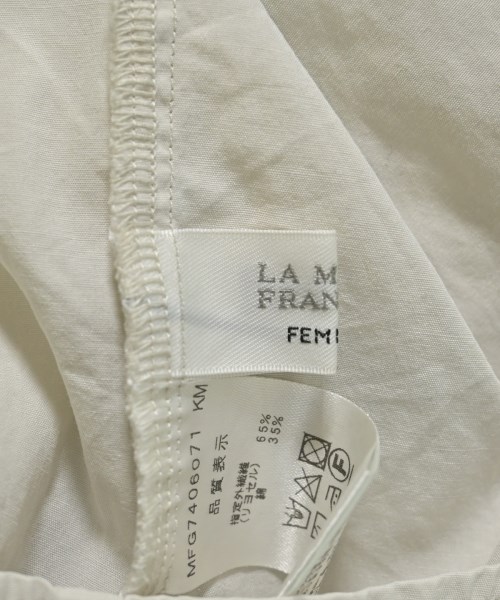 LA M
FRAN
FEMI
MFG7406071 KM
品質表示
指定外繊維 65%
(リヨセル)
綿 35%
F